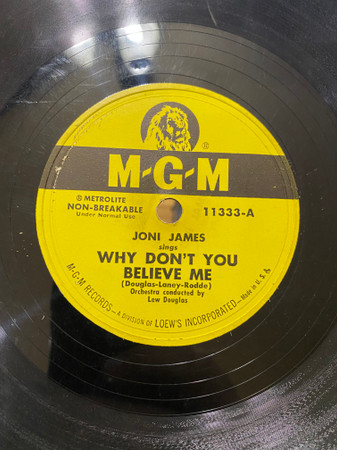 M-G-M
® METROLITE
NON-BREAKABLE
Under Normal Use
11333-A
JONI JAMES
sings
WHY DON'T YOU
BELIEVE ME
(Douglas-Laney-Rodde)
Orchestra conducted by
Lew Douglas
M-G-M RECORDS—A DIVISION OF LOEW'S INCORPORATED—Made in U. S. A.